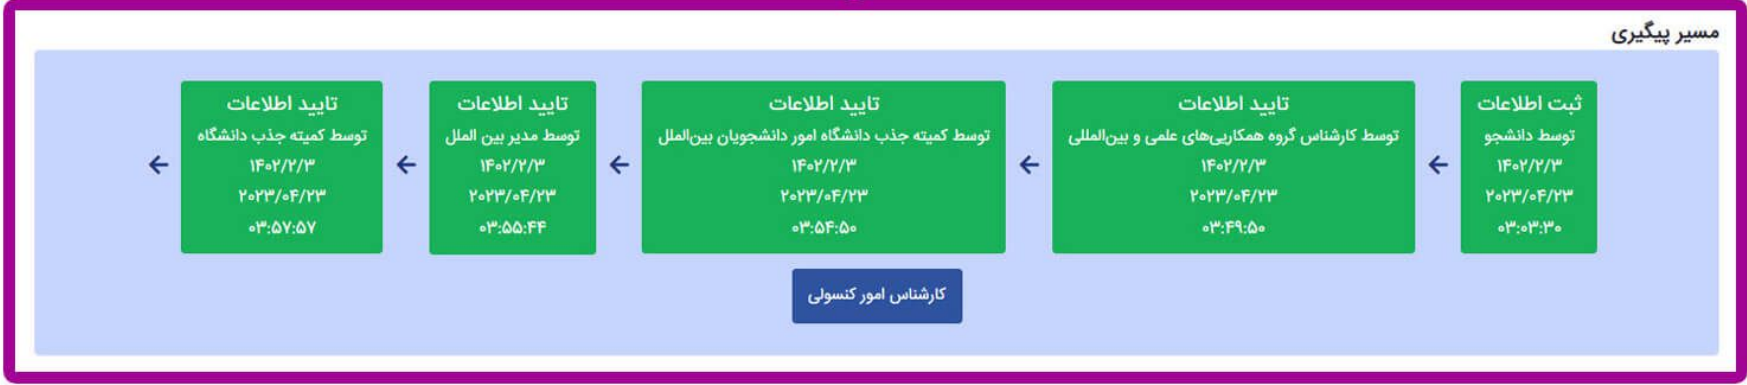 مسیر پیگیری
ثبت اطلاعات
توسط دانشجو
۱۴۰۲/۲/۳
۲۰۲۳/۰۴/۲۳
۰۳:۰۳:۳۰
تایید اطلاعات
توسط کارشناس گروه همکاریی‌های علمی و بین‌المللی
۱۴۰۲/۲/۳
۲۰۲۳/۰۴/۲۳
۰۳:۴۹:۵۰
تایید اطلاعات
توسط کمیته جذب دانشگاه امور دانشجویان بین‌الملل
۱۴۰۲/۲/۳
۲۰۲۳/۰۴/۲۳
۰۳:۵۴:۵۰
تایید اطلاعات
توسط مدیر بین الملل
۱۴۰۲/۲/۳
۲۰۲۳/۰۴/۲۳
۰۳:۵۵:۴۴
تایید اطلاعات
توسط کمیته جذب دانشگاه
۱۴۰۲/۲/۳
۲۰۲۳/۰۴/۲۳
۰۳:۵۷:۵۷
کارشناس امور کنسولی